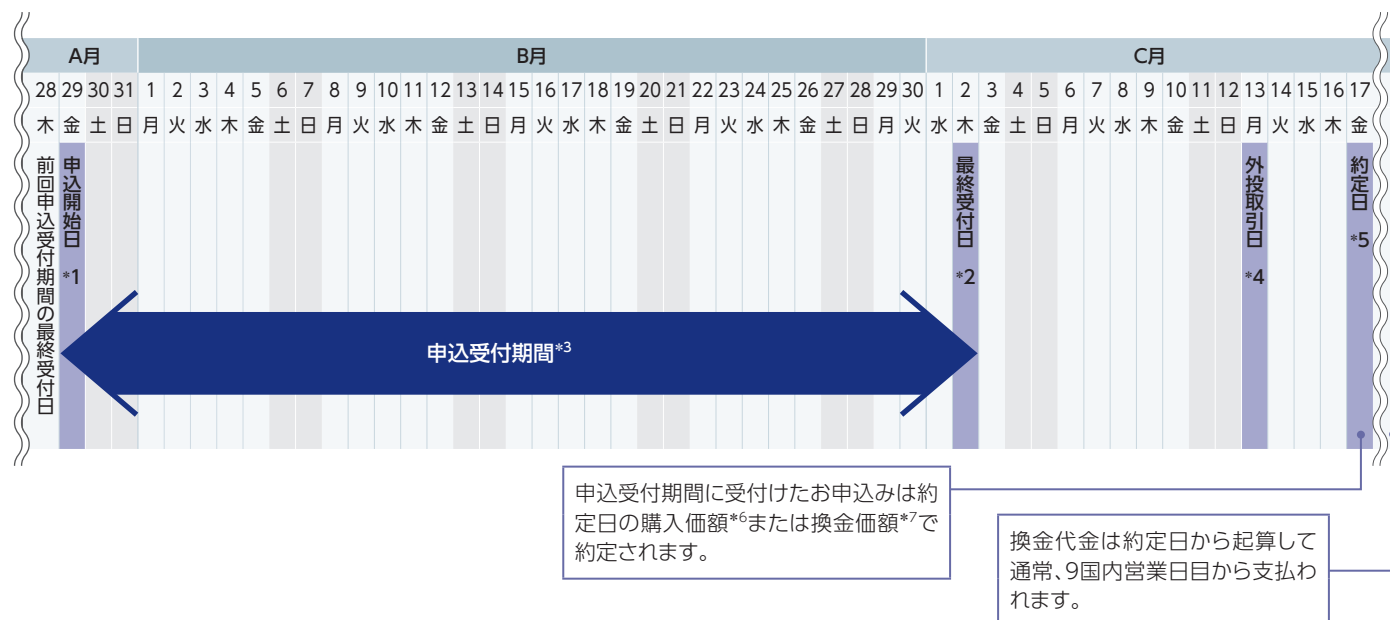 A月 B月 C月
28 29 30 31 1 2 3 4 5 6 7 8 9 10 11 12 13 14 15 16 17 18 19 20 21 22 23 24 25 26 27 28 29 30 1 2 3 4 5 6 7 8 9 10 11 12 13 14 15 16 17
木 金 土 日 月 火 水 木 金 土 日 月 火 水 木 金 土 日 月 火 水 木 金 土 日 月 火 水 木 金 土 日 月 火 水 木 金 土 日 月 火 水 木 金 土 日 月 火 水 木 金
前回申込受付期間の最終受付日
申込開始日 *1
最終受付日 *2
外投取引日 *4
約定日 *5
申込受付期間*3
申込受付期間に受付けたお申込みは約
定日の購入価額*6または換金価額*7で
約定されます。
換金代金は約定日から起算して
通常、9国内営業日目から支払わ
れます。